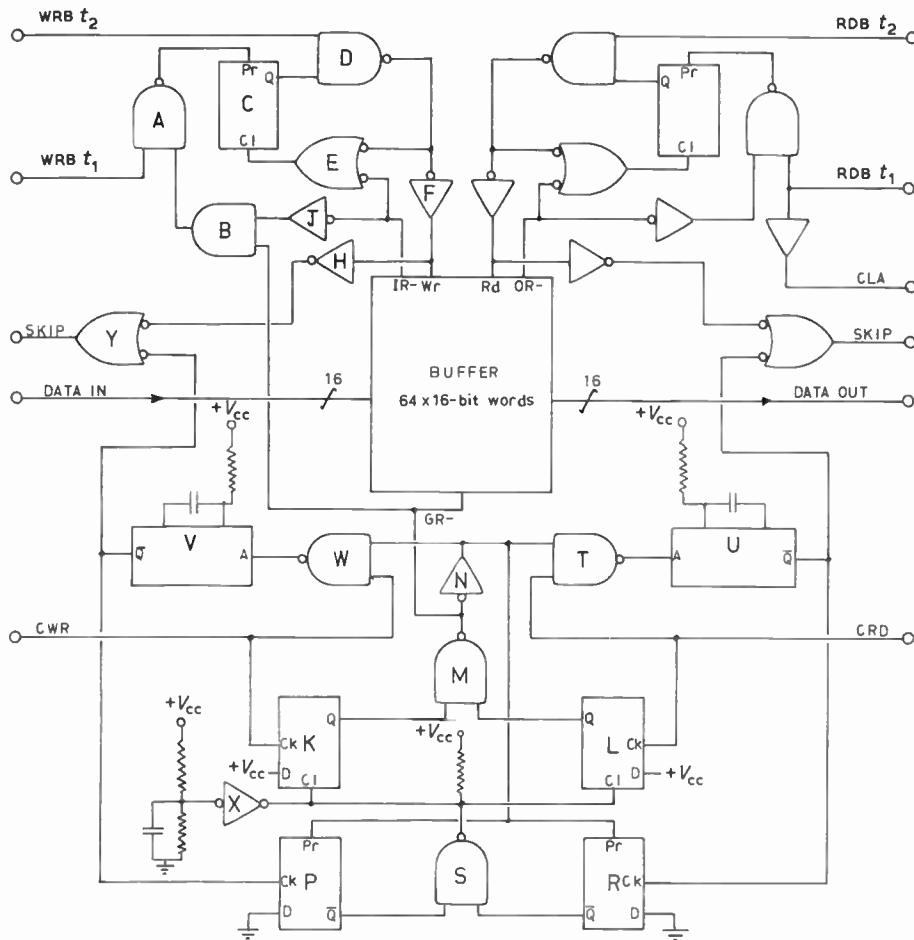 WRB t₂
RDB t₂
D
Pr
Q
C
Cl
Pr
Q
Cl
A
E
WRB t₁
RDB t₁
F
B
J
H
IR- Wr
Rd OR-
CLA
SKIP
Y
SKIP
BUFFER
64 x 16-bit words
DATA IN
16
16
DATA OUT
+Vcc
+Vcc
GR-
Q̅
V
A
W
N
T
A
U
Q̅
CWR
CRD
M
+Vcc
Q
K
Ck
+Vcc
D
Cl
+Vcc
Q
L
Ck
D
+Vcc
Cl
X
Pr
Ck
P
D
Q̅
S
Pr
R
Ck
Q̅
D